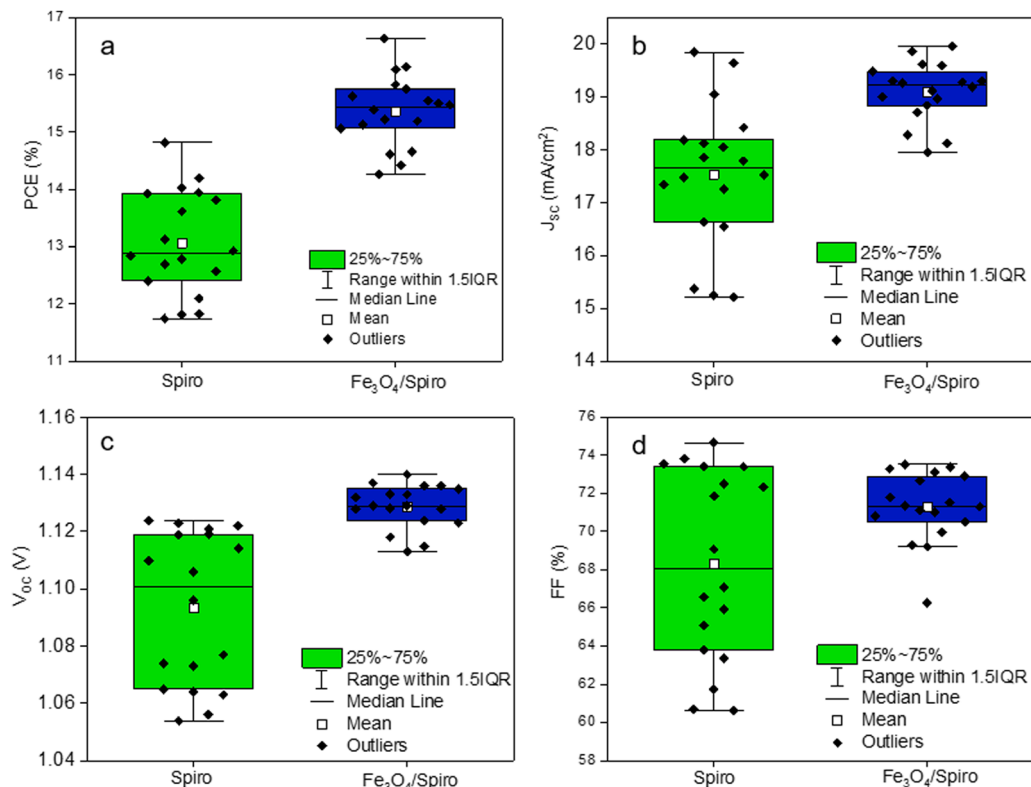 a
17
16
15
14
13
12
11
PCE (%)
25%~75%
Range within 1.5IQR
Median Line
Mean
Outliers
Spiro
Fe₃O₄/Spiro
b
20
19
18
17
16
15
14
J_SC (mA/cm²)
25%~75%
Range within 1.5IQR
Median Line
Mean
Outliers
Spiro
Fe₃O₄/Spiro
c
1.16
1.14
1.12
1.10
1.08
1.06
1.04
V_OC (V)
25%~75%
Range within 1.5IQR
Median Line
Mean
Outliers
Spiro
Fe₃O₄/Spiro
d
76
74
72
70
68
66
64
62
60
58
FF (%)
25%~75%
Range within 1.5IQR
Median Line
Mean
Outliers
Spiro
Fe₃O₄/Spiro